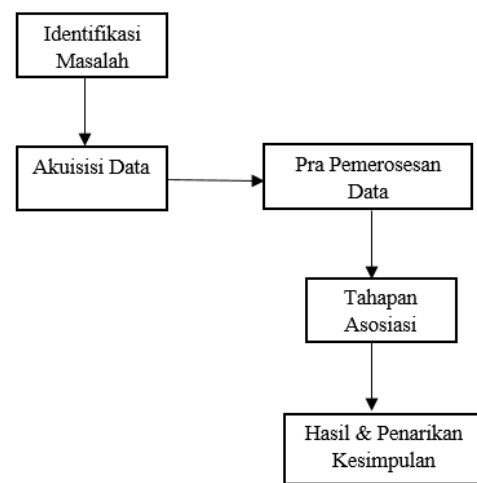 Identifikasi
Masalah
Akuisisi Data
Pra Pemerosesan
Data
Tahapan
Asosiasi
Hasil & Penarikan
Kesimpulan